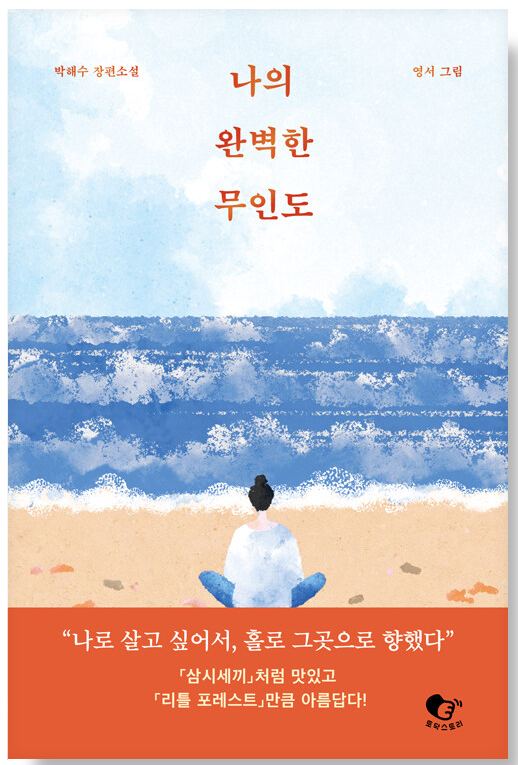 박해수 장편소설
나의
완벽한
무인도
영서 그림
“나로 살고 싶어서, 홀로 그곳으로 향했다”
「삼시세끼」처럼 맛있고
「리틀 포레스트」만큼 아름답다!
토닥스토리